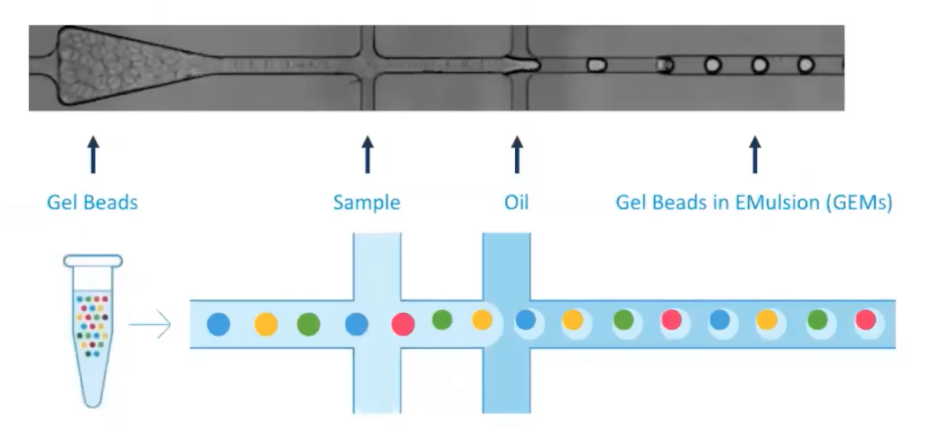 Gel Beads
Sample
Oil
Gel Beads in EMulsion (GEMs)